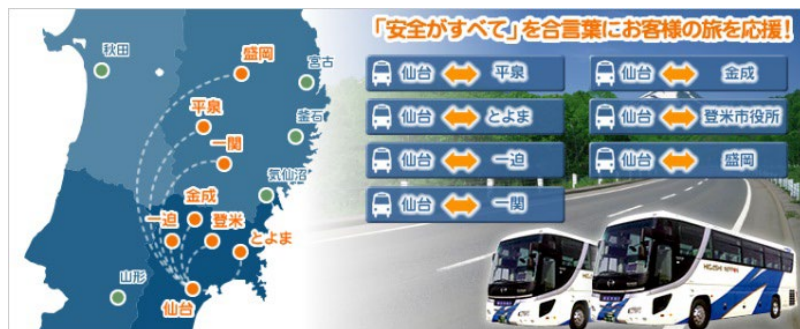 「安全がすべて」を合言葉にお客様の旅を応援！
秋田
盛岡
宮古
平泉
釜石
一関
気仙沼
金成
一迫
登米
とよま
山形
仙台
仙台 平泉
仙台 金成
仙台 とよま
仙台 登米市役所
仙台 一迫
仙台 盛岡
仙台 一関